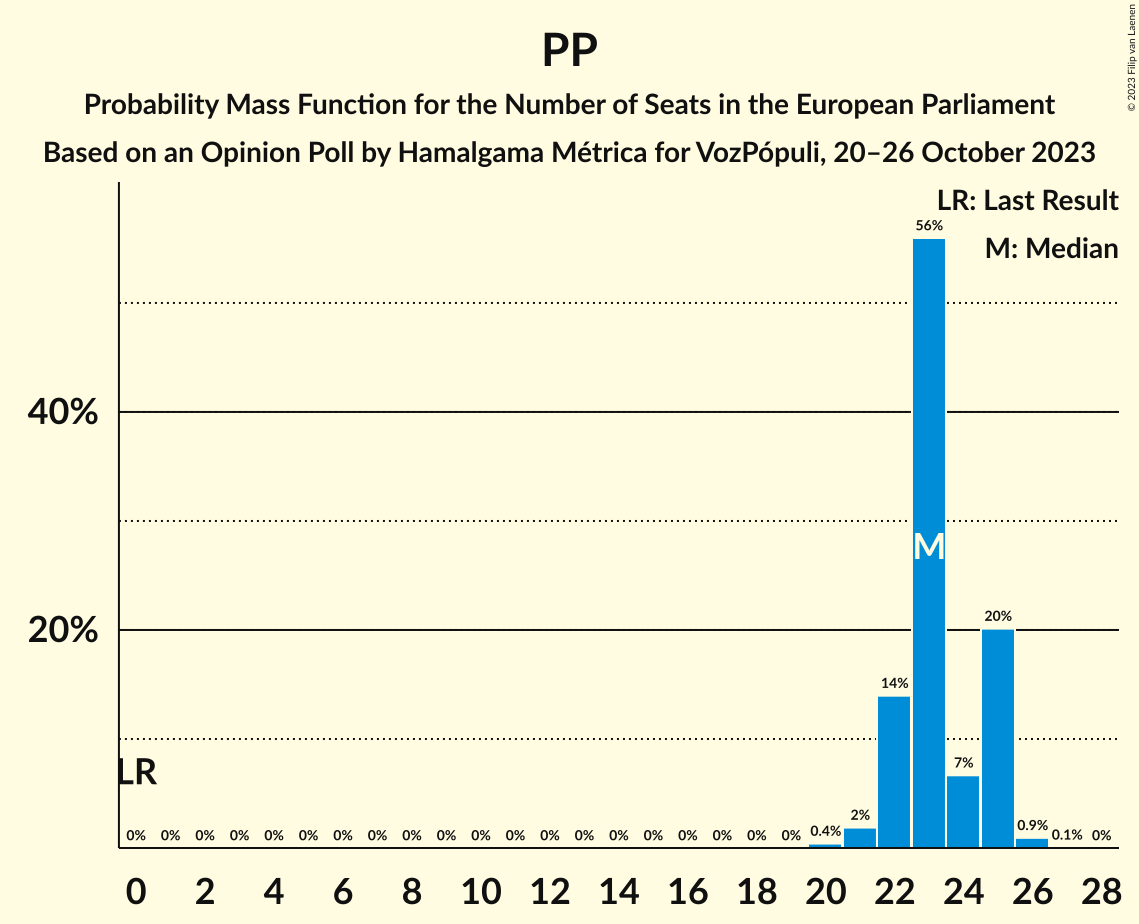 PP
Probability Mass Function for the Number of Seats in the European Parliament
Based on an Opinion Poll by Hamalgama Métrica for VozPópuli, 20–26 October 2023
© 2023 Filip van Laenen
LR: Last Result
M: Median
56%
40%
M
20%
20%
14%
LR
7%
0% 0% 0% 0% 0% 0% 0% 0% 0% 0% 0% 0% 0% 0% 0% 0% 0% 0% 0% 0% 0.4% 2% 0.9% 0.1% 0%
0 2 4 6 8 10 12 14 16 18 20 22 24 26 28